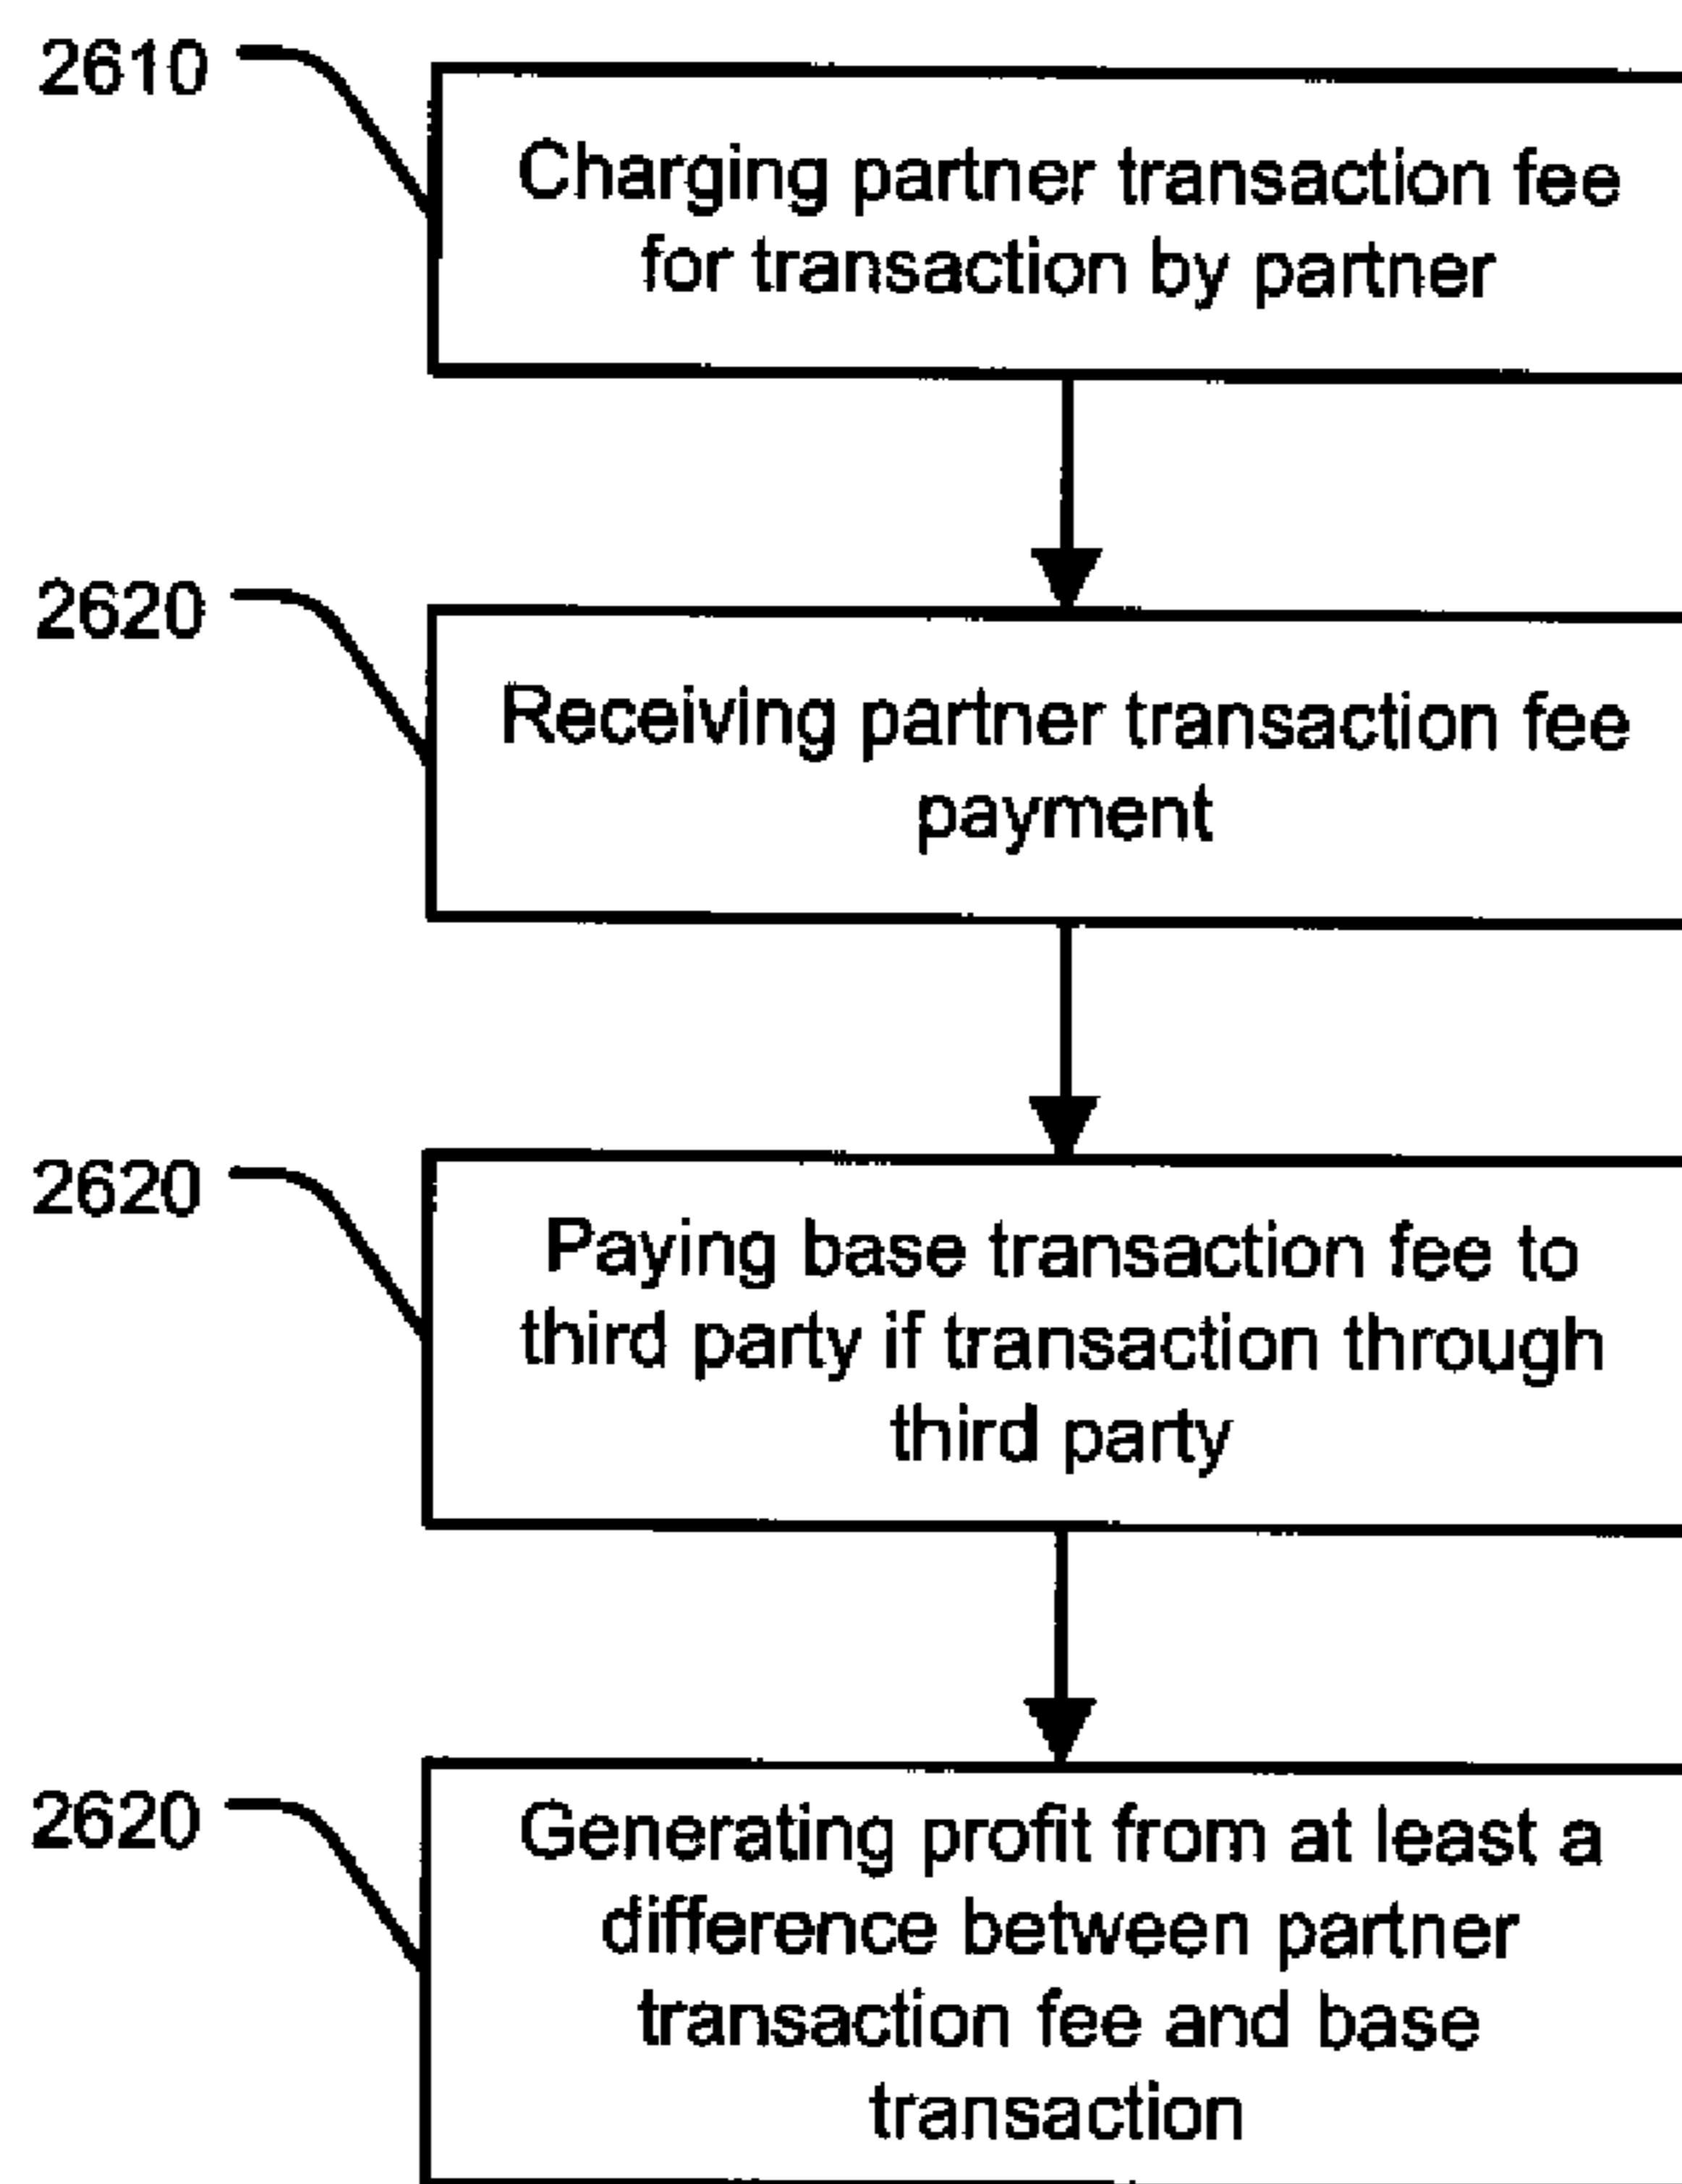 2610
Charging partner transaction fee
for transaction by partner
2620
Receiving partner transaction fee
payment
2620
Paying base transaction fee to
third party if transaction through
third party
2620
Generating profit from at least a
difference between partner
transaction fee and base
transaction